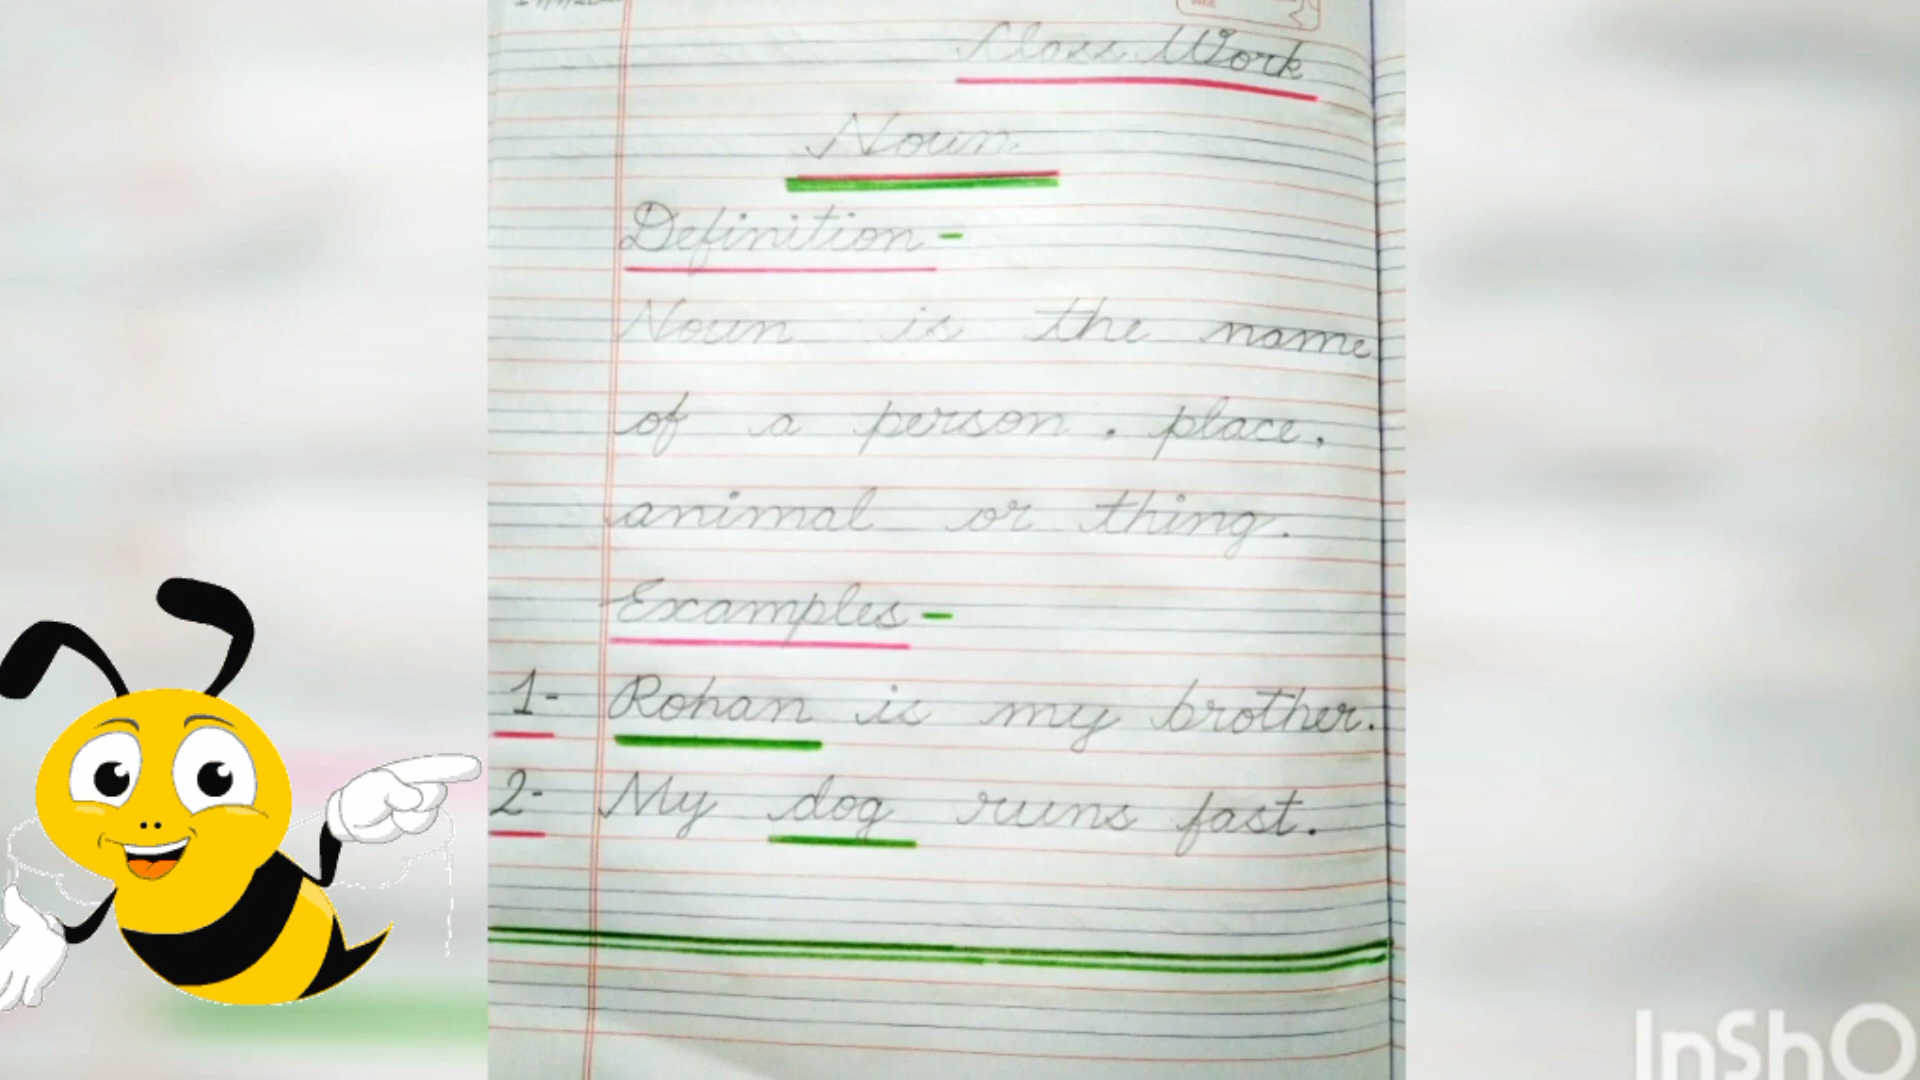 Class Work
Noun
Definition -
Noun is the name
of a person, place,
animal or thing.
Examples -
1- Rohan is my brother.
2- My dog runs fast.
InShO